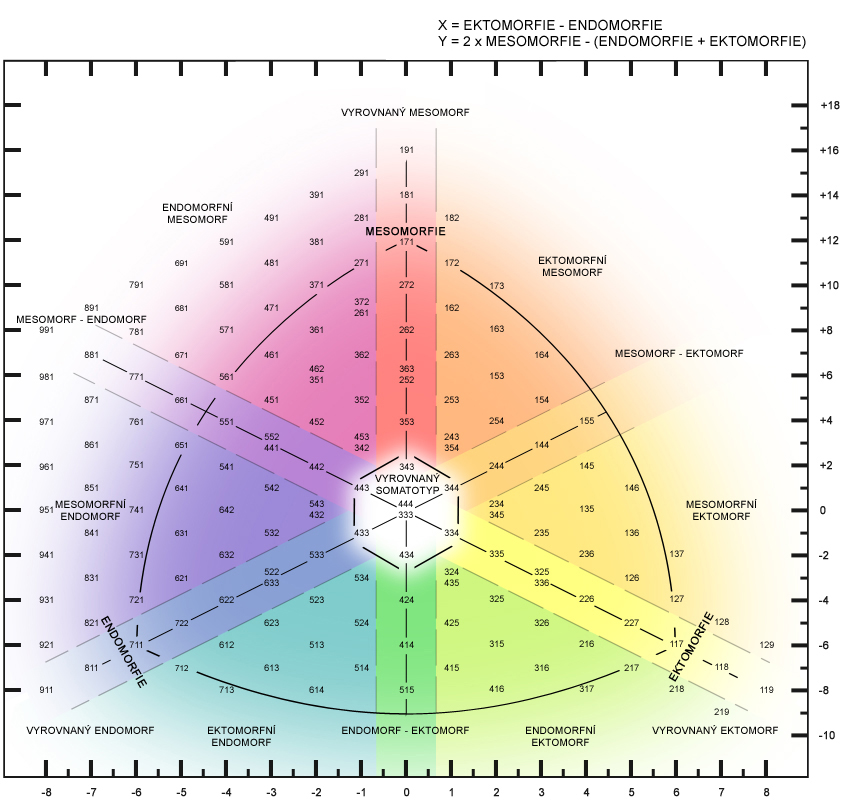 X = EKTOMORFIE - ENDOMORFIE
Y = 2 x MESOMORFIE - (ENDOMORFIE + EKTOMORFIE)
+18
VYROVNANÝ MESOMORF
191 +16
291
391 181 +14
ENDOMORFNÍ
MESOMORF
491 281 182
MESOMORFIE
591 381 171 +12
691 481 271 172
EKTOMORFNÍ
MESOMORF
791 581 371 272 173 +10
372
891 681 471 261 162
MESOMORF - ENDOMORF
991 781 571 361 262 163 +8
881 671 461 362 263 164
MESOMORF - EKTOMORF
462 363
981 771 561 351 252 153 +6
871 661 451 352 253 154
971 761 551 452 353 254 155 +4
552 453 243
651 441 342 354 144
861
961 751 541 442 343 244 145 +2
VYROVNANÝ
SOMATOTYP
851 641 542 443 344 245 146
MESOMORFNÍ
ENDOMORF
MESOMORFNÍ
EKTOMORF
543 444 234
951 741 642 432 333 345 135 0
841 631 532 433 334 235 136
941 731 632 533 434 335 236 137 -2
522 324 325
831 621 633 534 435 336 126
931 721 622 523 424 325 226 127 -4
821 722 623 524 425 326 227 128
921 711 612 513 414 315 216 117 129 -6
ENDOMORFIE
EKTOMORFIE
811 712 613 514 415 316 217 118
911 713 614 515 416 317 218 119 -8
219
VYROVNANÝ ENDOMORF
EKTOMORFNÍ
ENDOMORF
ENDOMORF - EKTOMORF
ENDOMORFNÍ
EKTOMORF
VYROVNANÝ EKTOMORF
-10
-8 -7 -6 -5 -4 -3 -2 -1 0 1 2 3 4 5 6 7 8